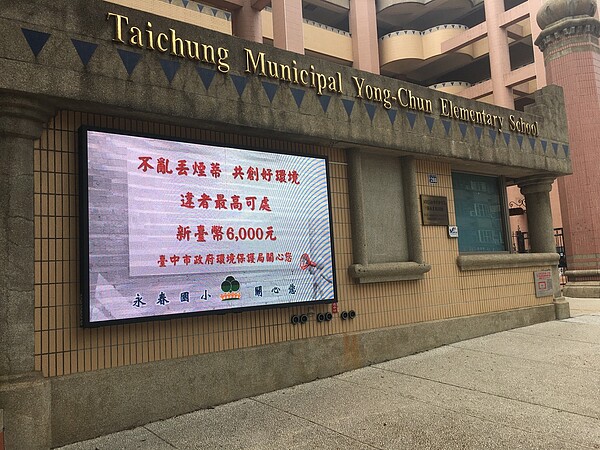 Taichung Municipal Yong-Chun Elementary School
不亂丟煙蒂 共創好環境
違者最高可處
新臺幣6,000元
臺中市政府環境保護局關心您
永春國小 關心您